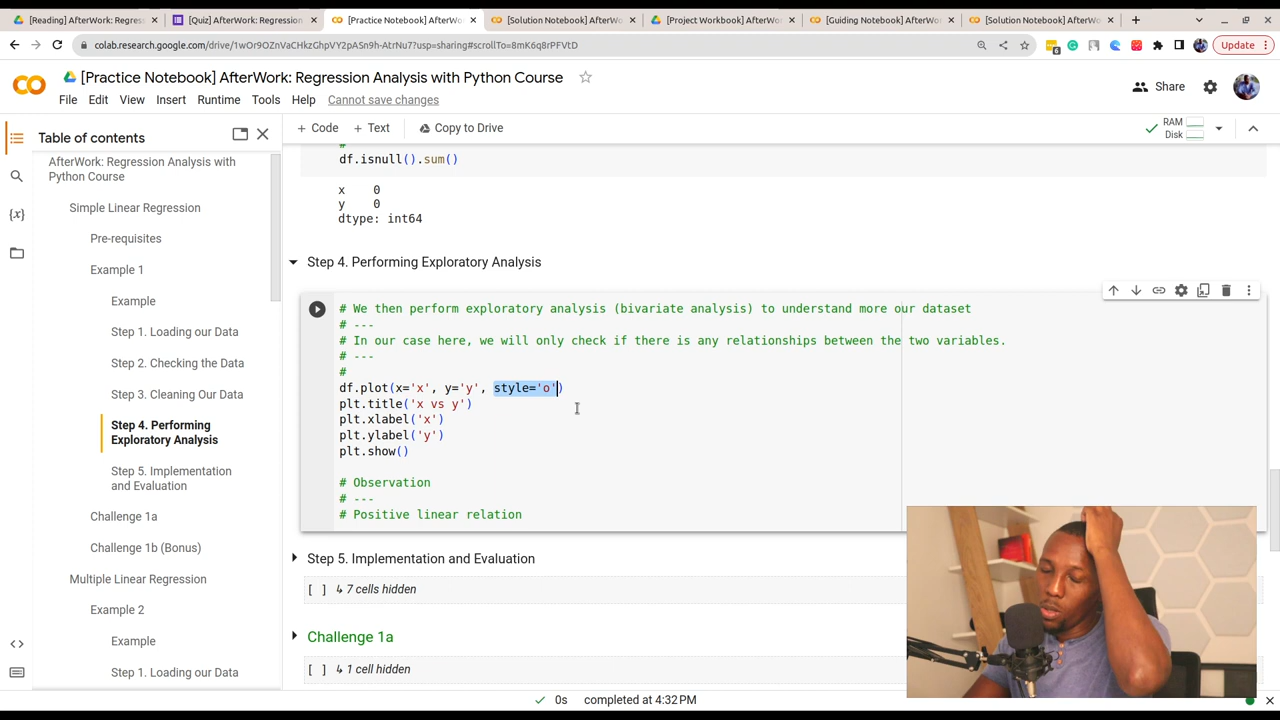 [Reading] AfterWork: Regress
[Quiz] AfterWork: Regression
[Practice Notebook] AfterWo
[Solution Notebook] AfterWo
[Project Workbook] AfterWo
[Guiding Notebook] AfterWo
[Solution Notebook] AfterWo
colab.research.google.com/drive/1wOr9OZnVaCHkzGhpVY2pASn9h-AtrNu7?usp=sharing#scrollTo=8mK6q8rPFVtD
6
Update
[Practice Notebook] AfterWork: Regression Analysis with Python Course
File Edit View Insert Runtime Tools Help Cannot save changes
Share
Table of contents
+ Code + Text Copy to Drive
RAM
Disk
AfterWork: Regression Analysis with
Python Course
Simple Linear Regression
Pre-requisites
Example 1
Example
Step 1. Loading our Data
Step 2. Checking the Data
Step 3. Cleaning Our Data
Step 4. Performing
Exploratory Analysis
Step 5. Implementation
and Evaluation
Challenge 1a
Challenge 1b (Bonus)
Multiple Linear Regression
Example 2
Example
Step 1. Loading our Data
{x}
#
df.isnull().sum()
x 0
y 0
dtype: int64
Step 4. Performing Exploratory Analysis
# We then perform exploratory analysis (bivariate analysis) to understand more our dataset
# ---
# In our case here, we will only check if there is any relationships between the two variables.
# ---
#
df.plot(x='x', y='y', style='o')
plt.title('x vs y')
plt.xlabel('x')
plt.ylabel('y')
plt.show()
# Observation
# ---
# Positive linear relation
Step 5. Implementation and Evaluation
[ ] ↳ 7 cells hidden
Challenge 1a
[ ] ↳ 1 cell hidden
0s completed at 4:32 PM